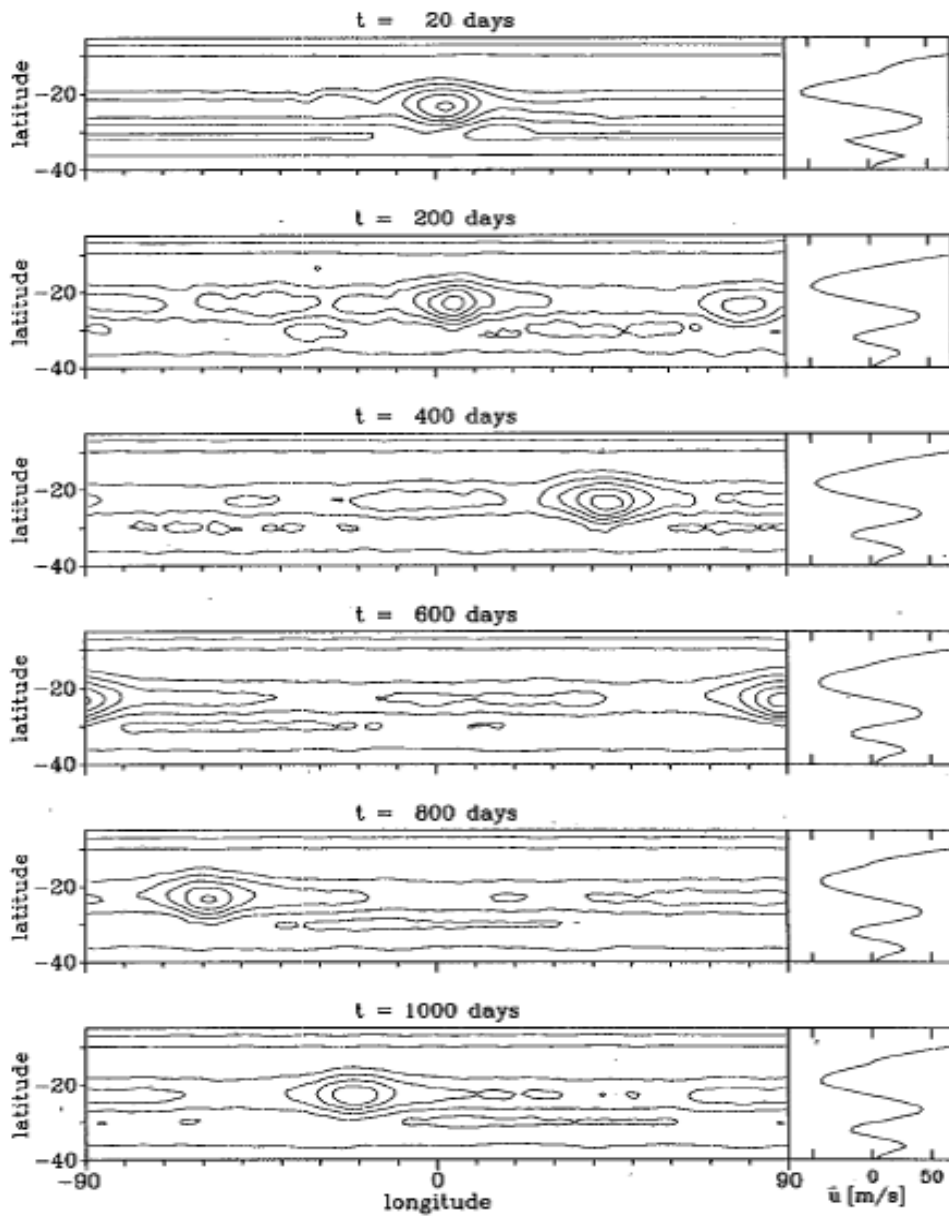 t = 20 days
latitude
-20
-40
t = 200 days
latitude
-20
-40
t = 400 days
latitude
-20
-40
t = 600 days
latitude
-20
-40
t = 800 days
latitude
-20
-40
t = 1000 days
latitude
-20
-40
-90 0 90 0 50
longitude ū [m/s]